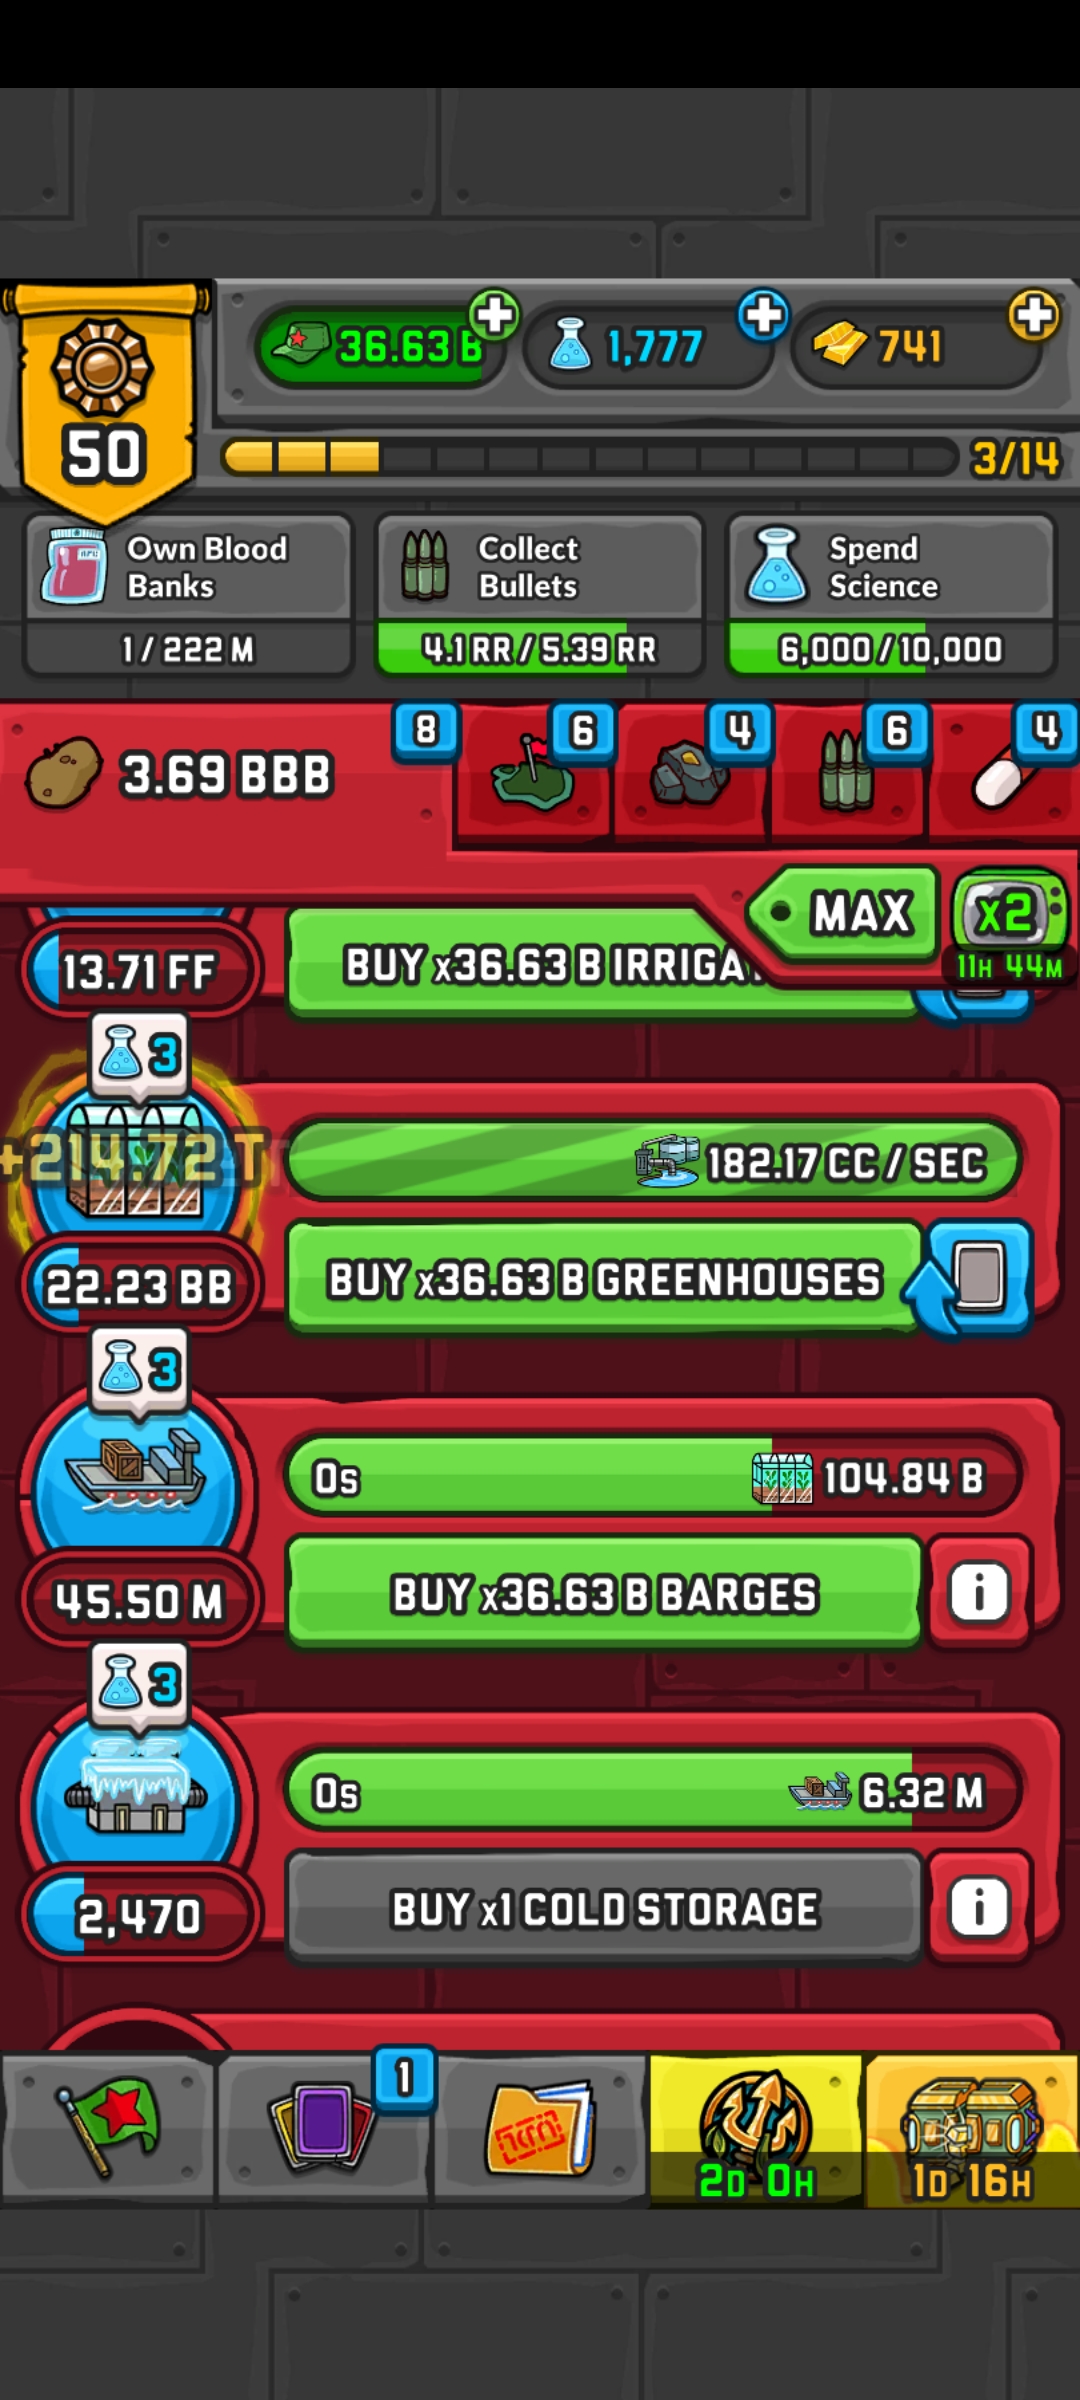 36.63 B
1,777
741
50
3/14
Own Blood
Banks
1 / 222 M
Collect
Bullets
4.1 RR / 5.39 RR
Spend
Science
6,000 / 10,000
3.69 BBB
8
6
4
6
4
MAX
x2
11H 44M
13.71 FF
BUY x36.63 B IRRIGA
3
+214.72 T
182.17 CC / SEC
22.23 BB
BUY x36.63 B GREENHOUSES
3
0s
104.84 B
45.50 M
BUY x36.63 B BARGES
i
3
0s
6.32 M
2,470
BUY x1 COLD STORAGE
i
1
2D 0H
1D 16H